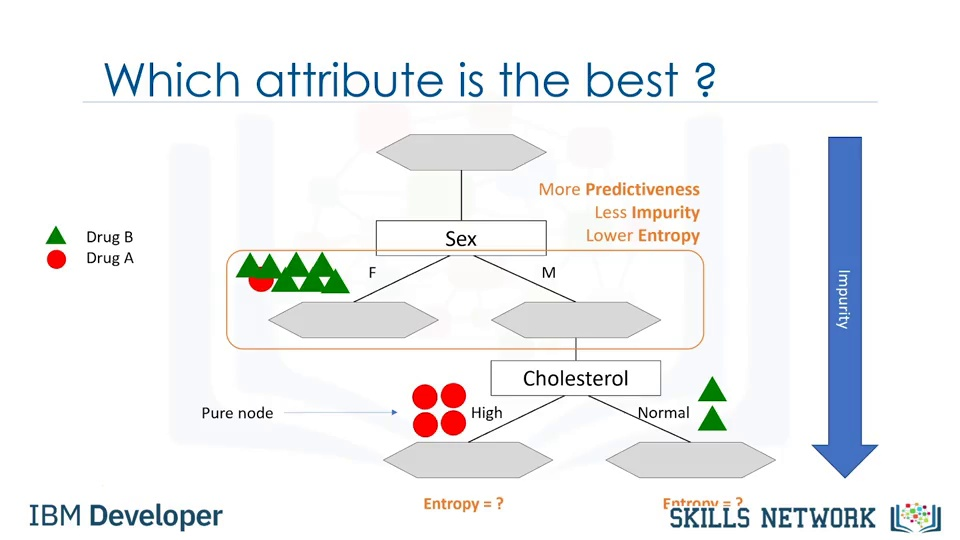 Which attribute is the best ?
More Predictiveness
Less Impurity
Lower Entropy
Drug B
Drug A
Sex
F
M
Impurity
Cholesterol
Pure node
High
Normal
Entropy = ?
Entropy = ?
IBM Developer
SKILLS NETWORK